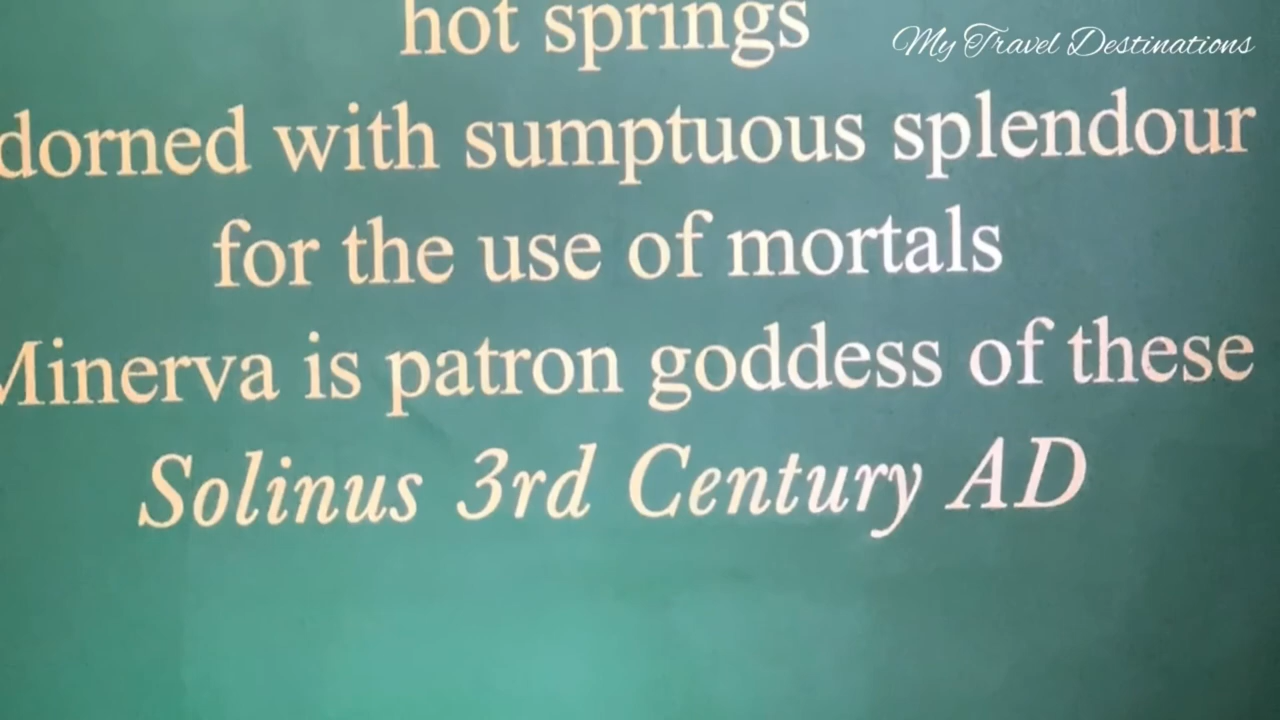 hot springs
My Travel Destinations
dorned with sumptuous splendour
for the use of mortals
Minerva is patron goddess of these
Solinus 3rd Century AD